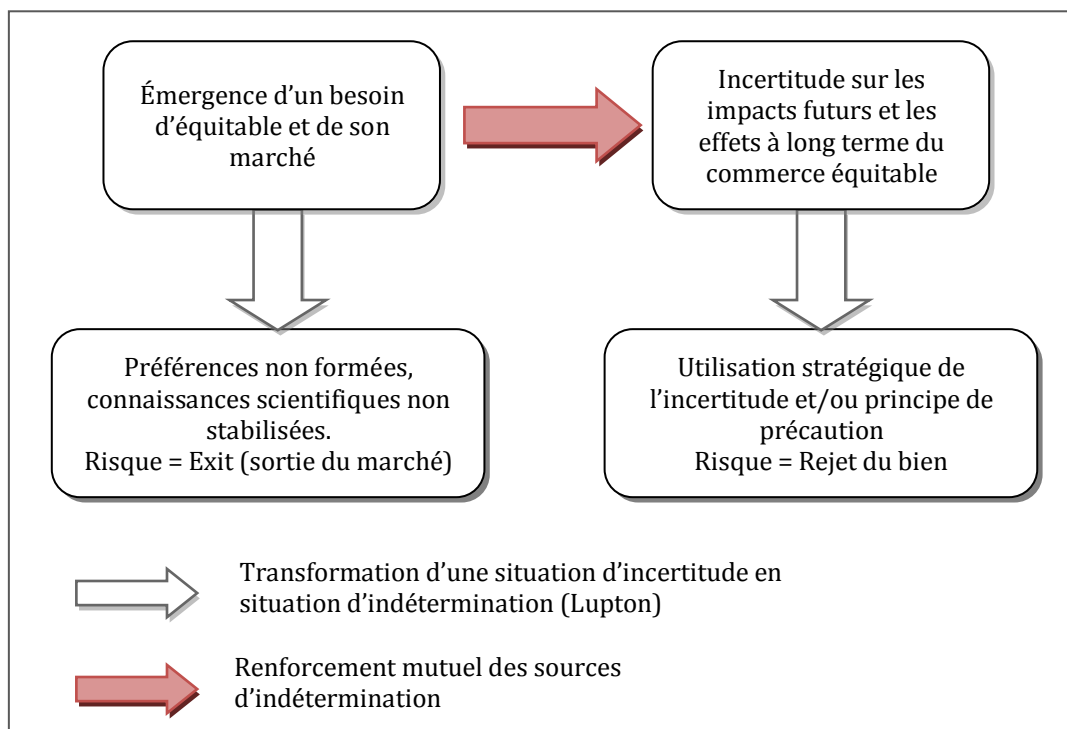 Émergence d’un besoin
d’équitable et de son
marché
Incertitude sur les
impacts futurs et les
effets à long terme du
commerce équitable
Préférences non formées,
connaissances scientifiques non
stabilisées.
Risque = Exit (sortie du marché)
Utilisation stratégique de
l’incertitude et/ou principe de
précaution
Risque = Rejet du bien
Transformation d’une situation d’incertitude en
situation d’indétermination (Lupton)
Renforcement mutuel des sources
d’indétermination